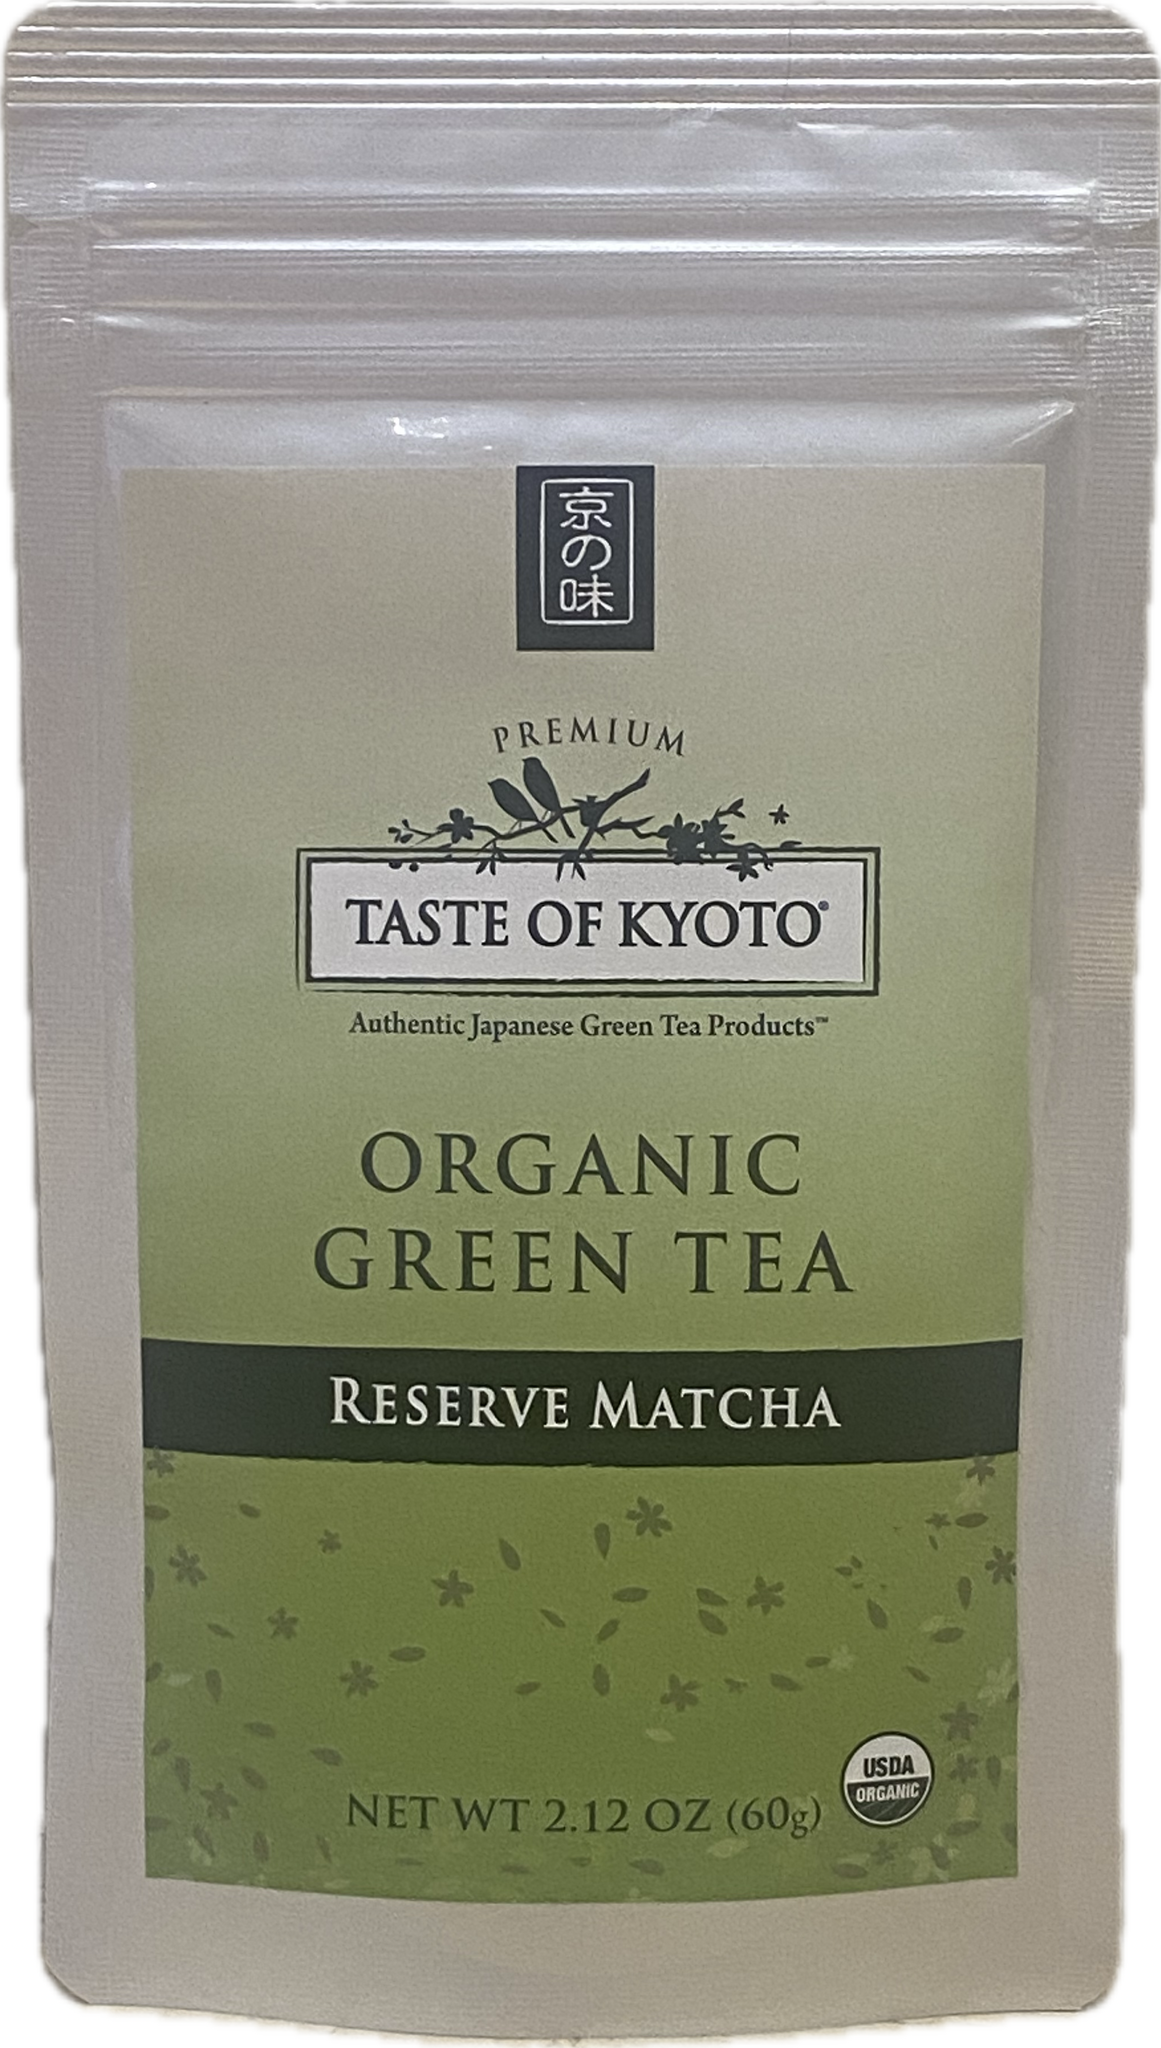 京の味
PREMIUM
TASTE OF KYOTO®
Authentic Japanese Green Tea Products™
ORGANIC
GREEN TEA
RESERVE MATCHA
USDA
ORGANIC
NET WT 2.12 OZ (60g)